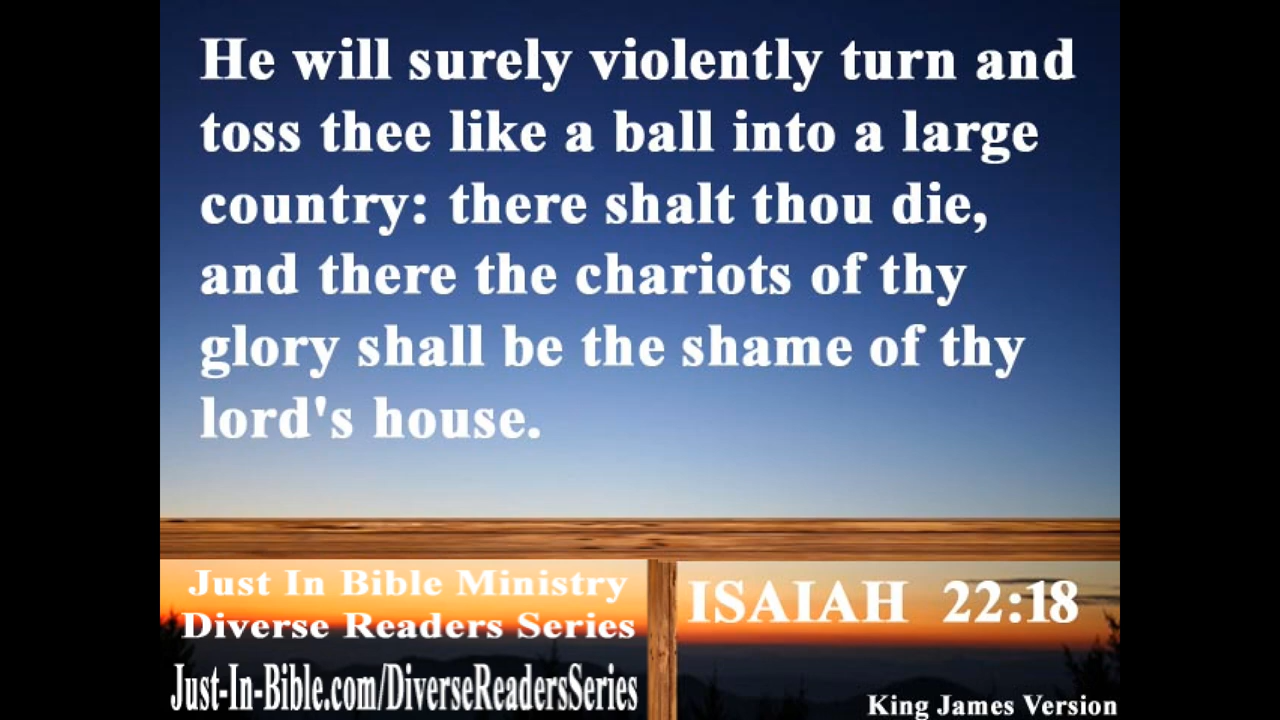 He will surely violently turn and
toss thee like a ball into a large
country: there shalt thou die,
and there the chariots of thy
glory shall be the shame of thy
lord's house.
Just In Bible Ministry
Diverse Readers Series
Just-In-Bible.com/DiverseReadersSeries
ISAIAH 22:18
King James Version